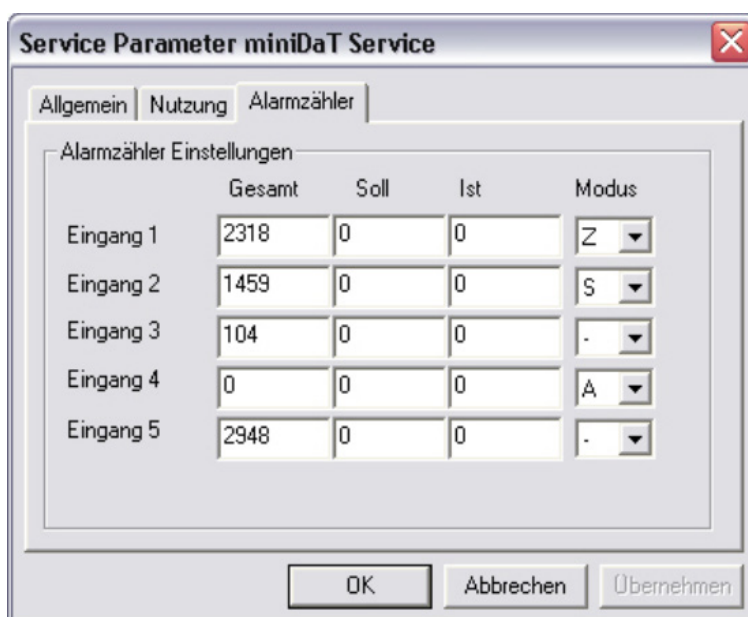 Service Parameter miniDaT Service
Allgemein Nutzung Alarmzähler
Alarmzähler Einstellungen
Gesamt Soll Ist Modus
Eingang 1 2318 0 0 Z
Eingang 2 1459 0 0 S
Eingang 3 104 0 0 -
Eingang 4 0 0 0 A
Eingang 5 2948 0 0 -
OK Abbrechen Übernehmen